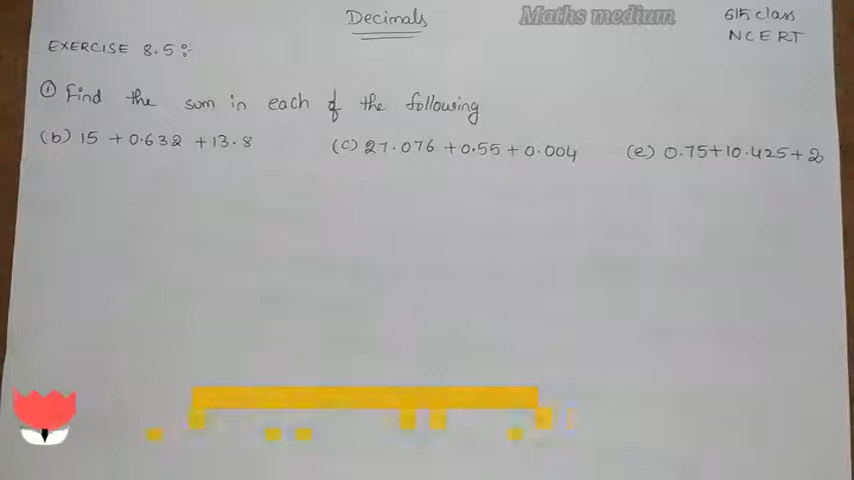 Decimals
Maths medium
6th class
NCERT
EXERCISE 8.5:-
① Find the sum in each of the following
(b) 15 + 0.632 + 13.8
(c) 27.076 + 0.55 + 0.004
(e) 0.75 + 10.425 + 2